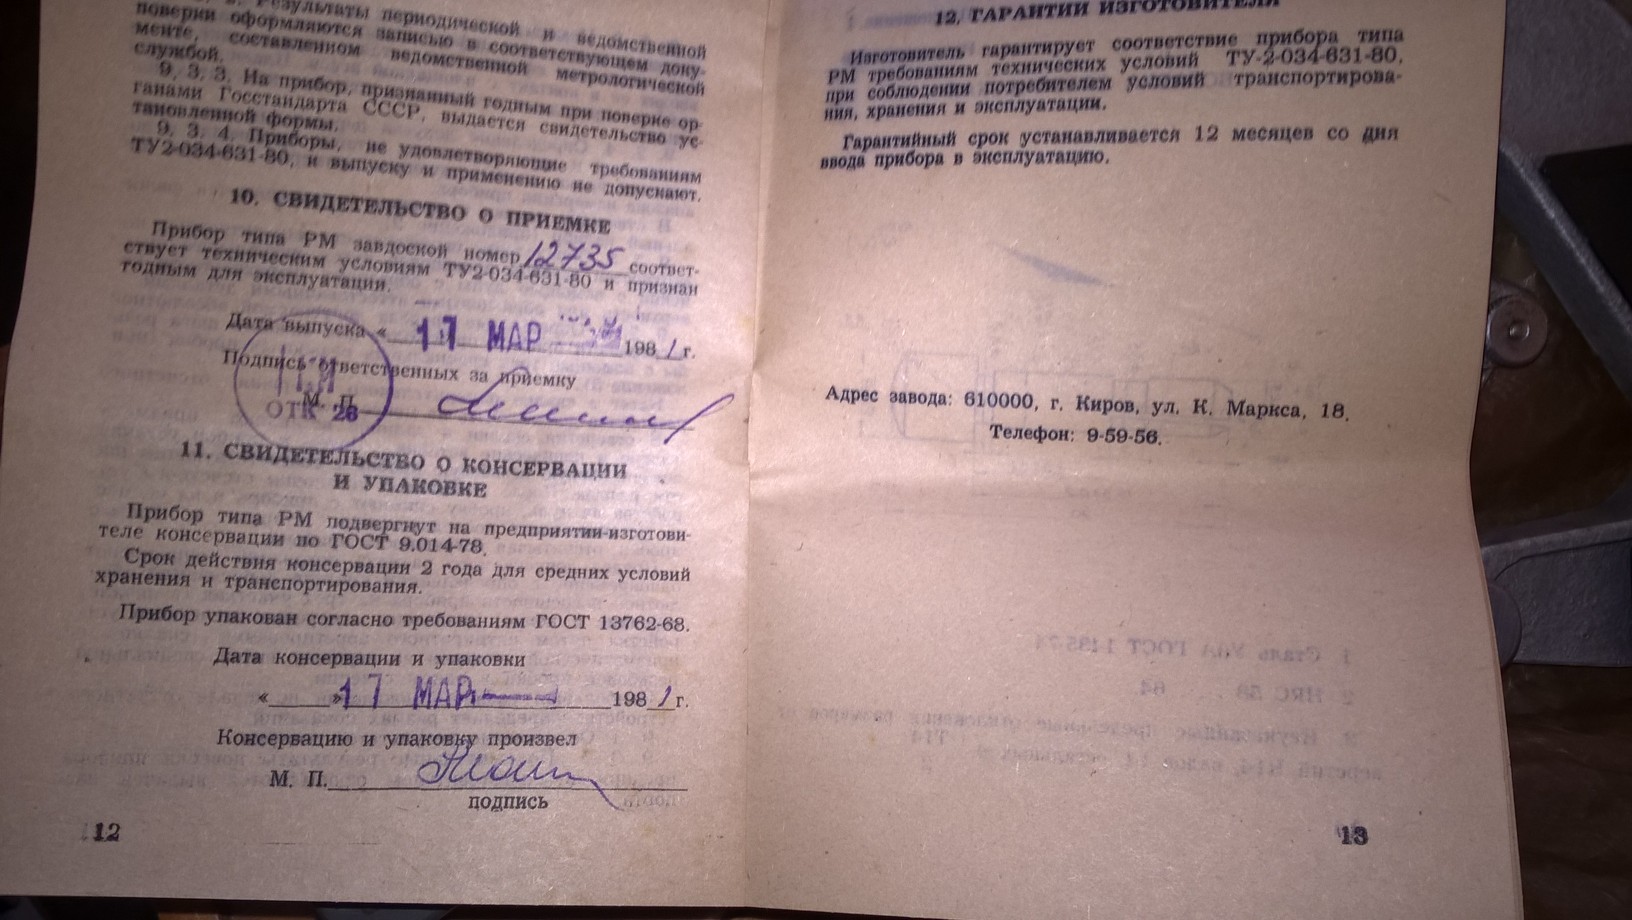 Результаты периодической и ведомственной
поверки оформляются записью в соответствующем доку-
менте, составленном ведомственной метрологической
службой.
9. 3. 3. На прибор, признанный годным при поверке ор-
ганами Госстандарта СССР, выдается свидетельство ус-
тановленной формы.
9. 3. 4. Приборы, не удовлетворяющие требованиям
ТУ2-034-631-80, к выпуску и применению не допускают.
10. СВИДЕТЕЛЬСТВО О ПРИЕМКЕ
Прибор типа РМ завдоской номер 12735 соответ-
ствует техническим условиям ТУ2-034-631-80 и признан
годным для эксплуатации.
Дата выпуска « 17 МАР 1981 г.
Подпись ответственных за приемку
М. П.
ОТК 26
11. СВИДЕТЕЛЬСТВО О КОНСЕРВАЦИИ
И УПАКОВКЕ
Прибор типа РМ подвергнут на предприятии-изготови-
теле консервации по ГОСТ 9.014-78.
Срок действия консервации 2 года для средних условий
хранения и транспортирования.
Прибор упакован согласно требованиям ГОСТ 13762-68.
Дата консервации и упаковки
« » 17 МАР. 1981 г.
Консервацию и упаковку произвел
М. П.
подпись
12
12. ГАРАНТИИ ИЗГОТОВИТЕЛЯ
Изготовитель гарантирует соответствие прибора типа
РМ требованиям технических условий ТУ-2-034-631-80,
при соблюдении потребителем условий транспортирова-
ния, хранения и эксплуатации.
Гарантийный срок устанавливается 12 месяцев со дня
ввода прибора в эксплуатацию.
Адрес завода: 610000, г. Киров, ул. К. Маркса, 18.
Телефон: 9-59-56.
13